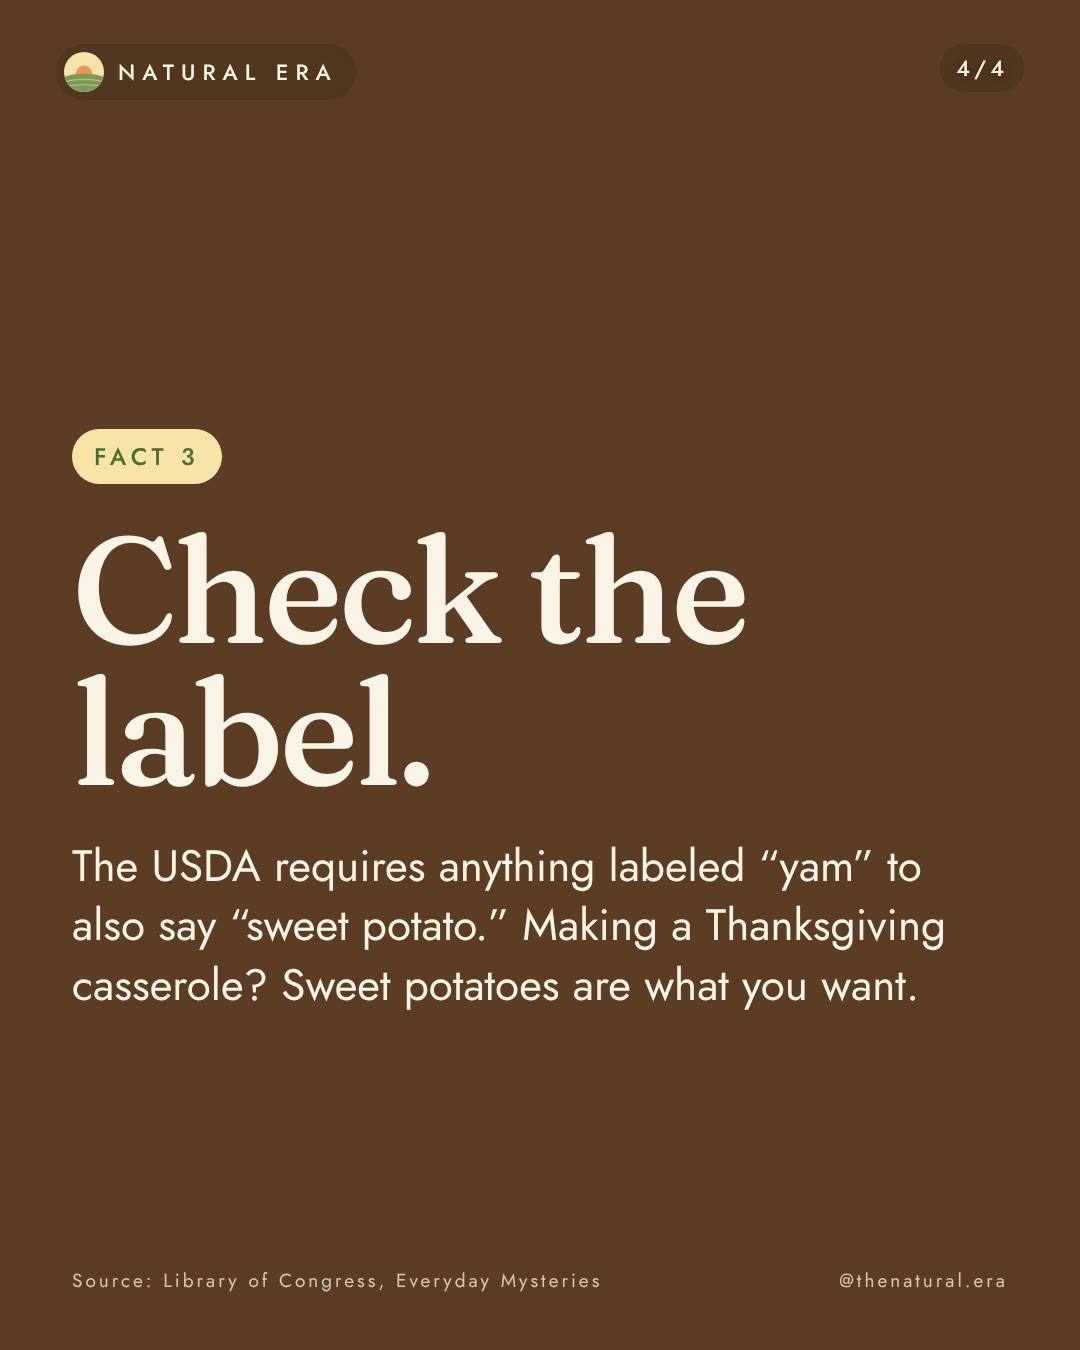 NATURAL ERA
4/4
FACT 3
Check the
label.
The USDA requires anything labeled “yam” to
also say “sweet potato.” Making a Thanksgiving
casserole? Sweet potatoes are what you want.
Source: Library of Congress, Everyday Mysteries
@thenatural.era